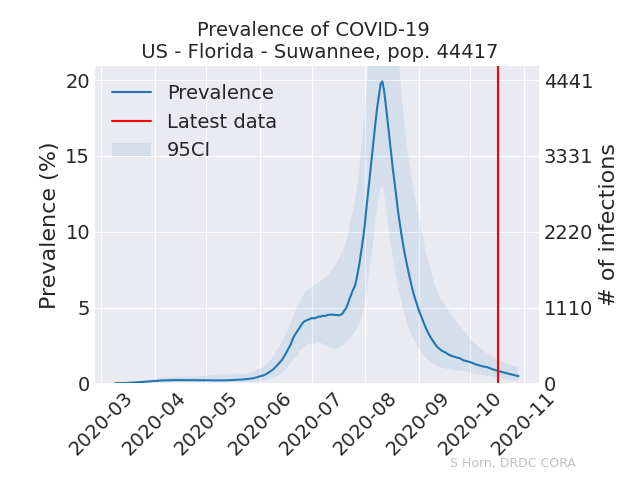 Prevalence of COVID-19
US - Florida - Suwannee, pop. 44417
Prevalence
Latest data
95CI
Prevalence (%)
20
15
10
5
0
4441
3331
2220
1110
0
# of infections
2020-03
2020-04
2020-05
2020-06
2020-07
2020-08
2020-09
2020-10
2020-11
S Horn, DRDC CORA